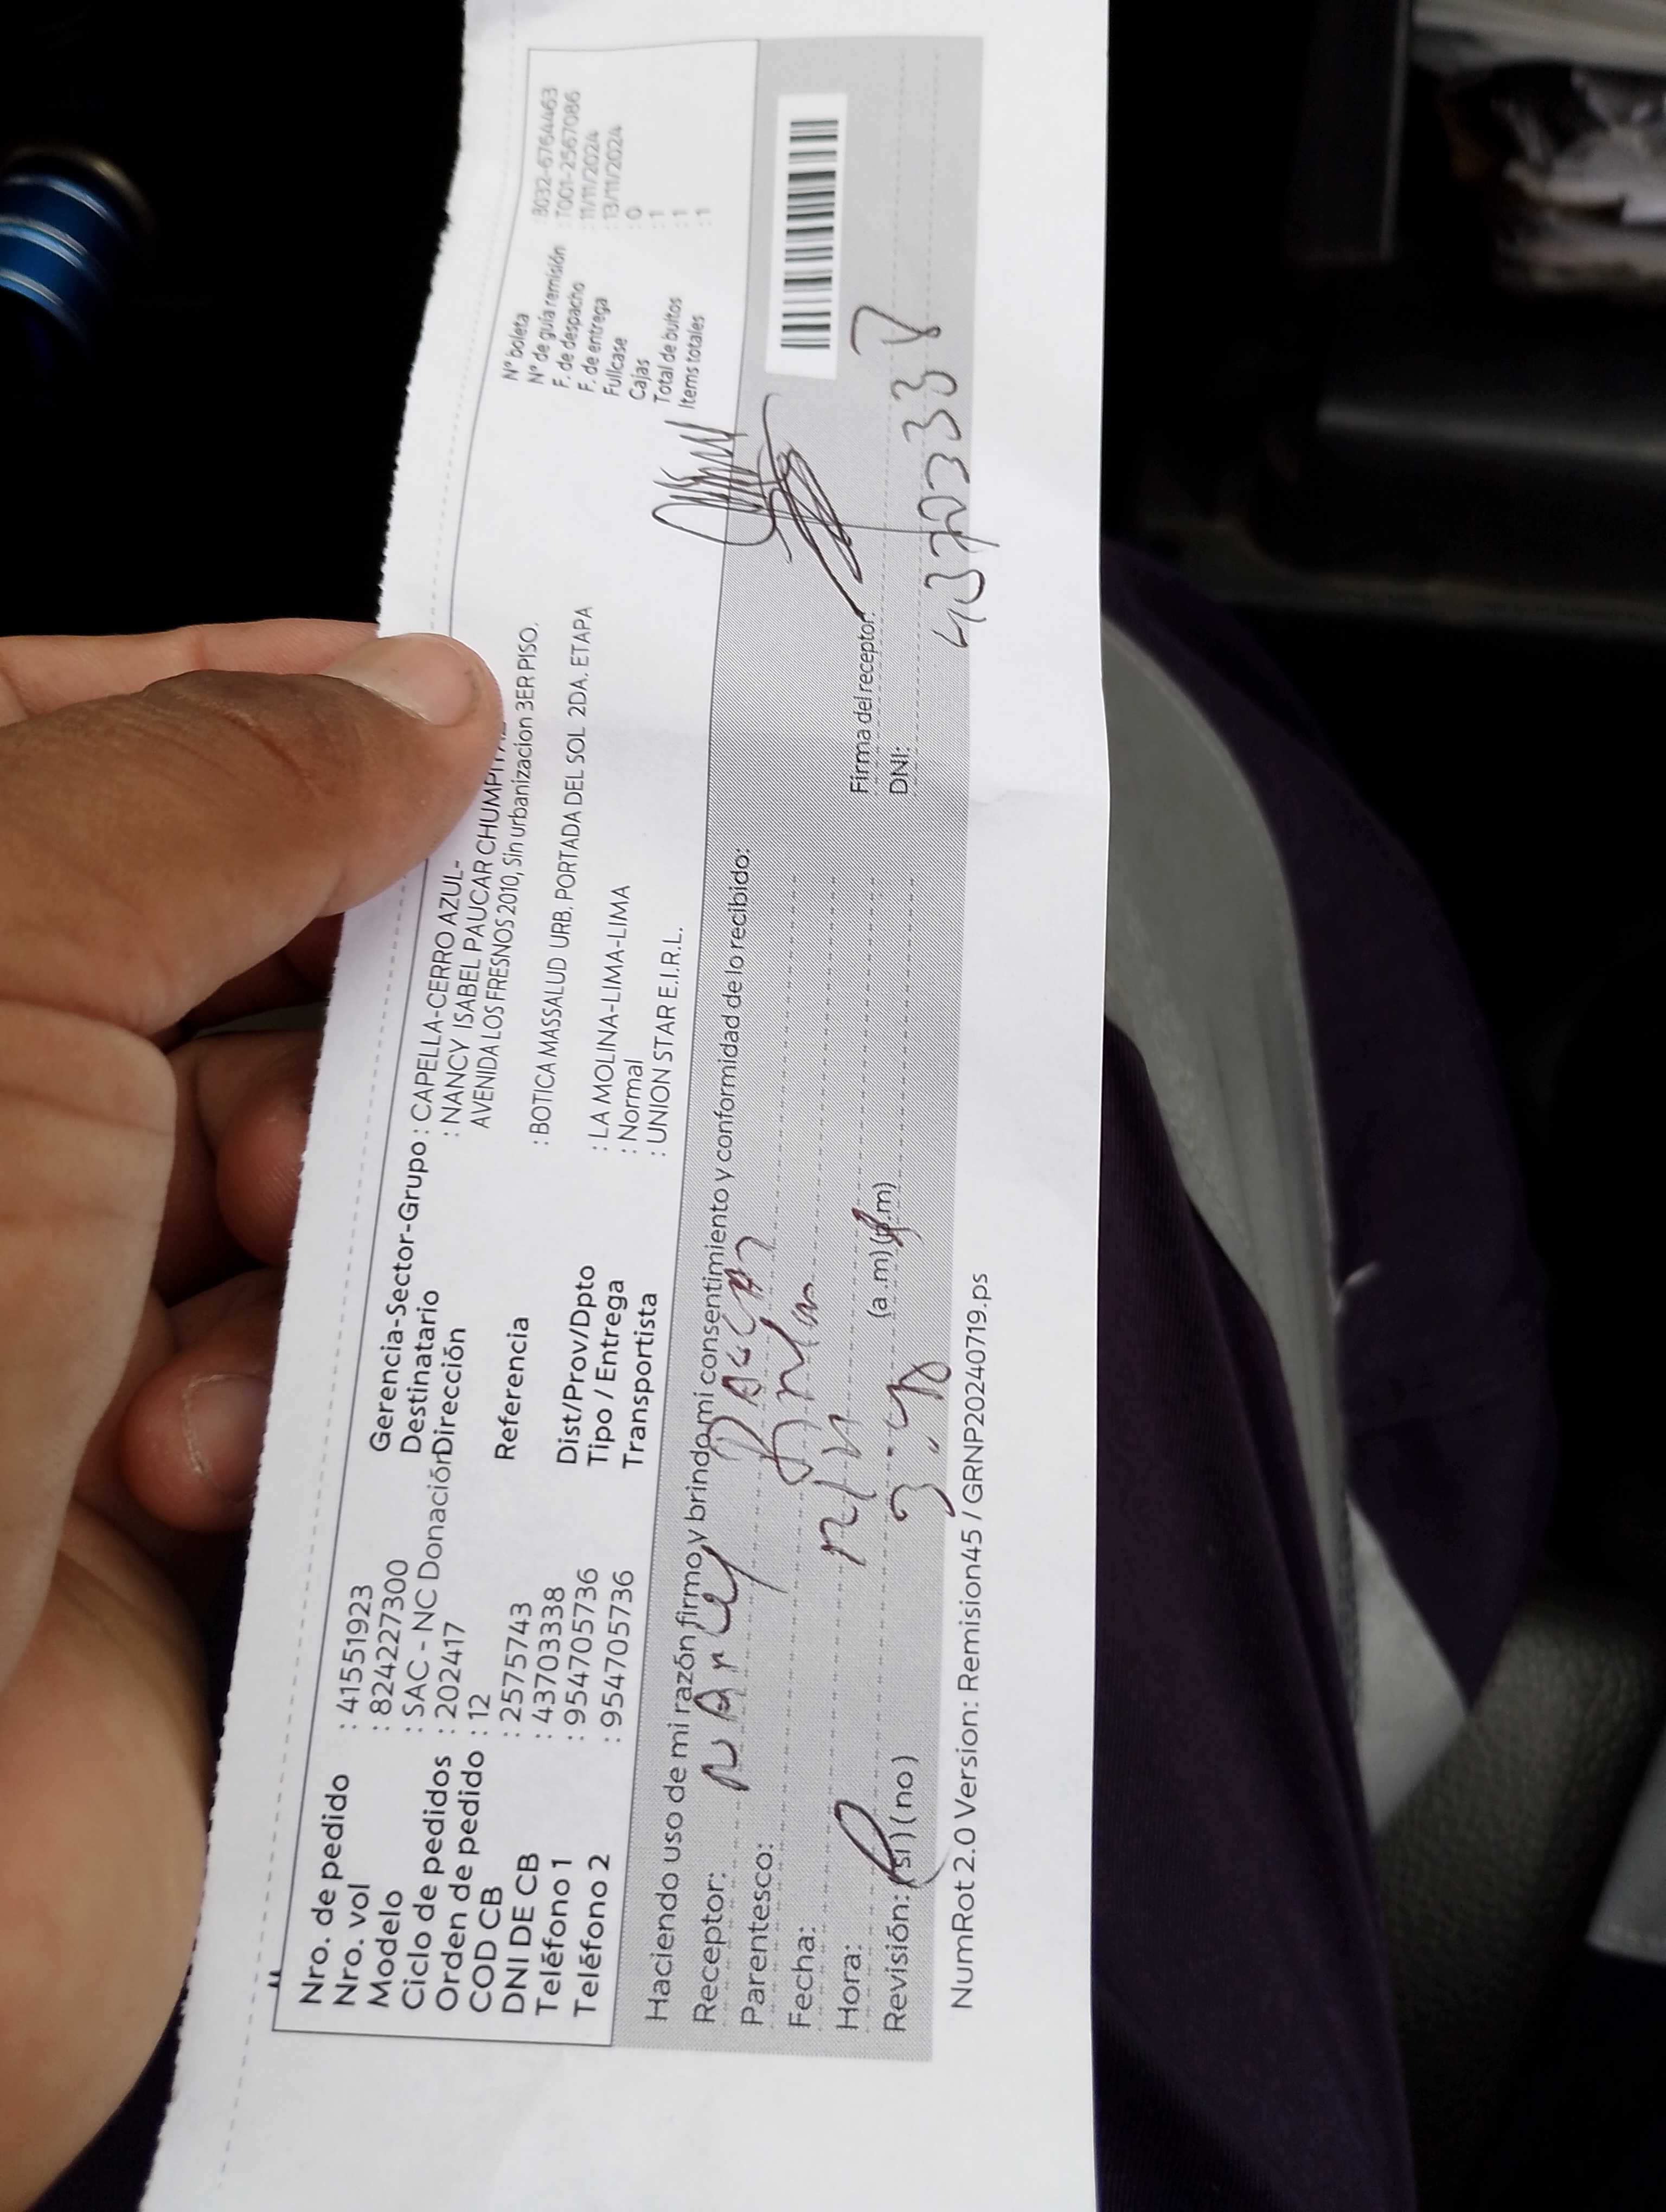 Nro. de pedido : 41551923
Nro. vol : 824227300
Modelo : SAC - NC Donación
Ciclo de pedidos : 202417
Orden de pedido : 12
COD CB : 25775743
DNI DE CB : 43703338
Teléfono 1 : 954705736
Teléfono 2 : 954705736
Gerencia-Sector-Grupo : CAPELLA-CERRO AZUL-
Destinatario : NANCY ISABEL PAUCAR
Dirección AVENIDA LOS FRESNOS 2010, Sin urbanizacion 3ER PISO.
Referencia : BOTICA MASSALUD URB. PORTADA DEL SOL 2DA. ETAPA
Dist/Prov/Dpto : LA MOLINA-LIMA-LIMA
Tipo / Entrega : Normal
Transportista : UNION STAR E.I.R.L.
N° boleta B032-6764463
N° de guía remisión : T001-2567086
F. de despacho : 11/11/2024
F. de entrega : 13/11/2024
Fullcase : 0
Cajas : 1
Total de bultos : 1
Items totales : 1
Haciendo uso de mi razón firmo y brindo mi consentimiento y conformidad de lo recibido:
Receptor: Nancy Paucar
Parentesco:
Fecha:
Hora: (a.m) (p.m)
Revisión: (si) (no)
Firma del receptor:
DNI: 43703338
NumRot 2.0 Version: Remision45 / GRNP20240719.ps